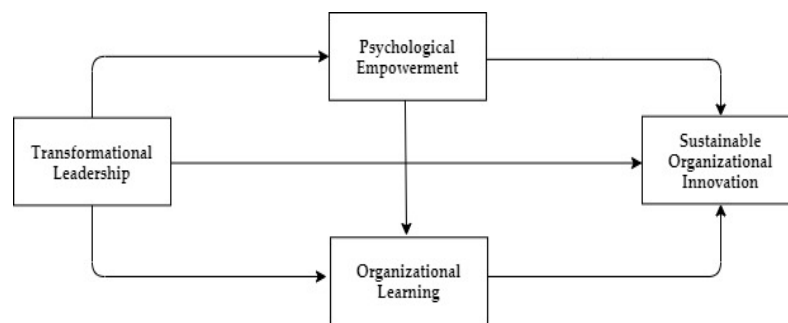 Psychological
Empowerment
Transformational
Leadership
Sustainable
Organizational
Innovation
Organizational
Learning